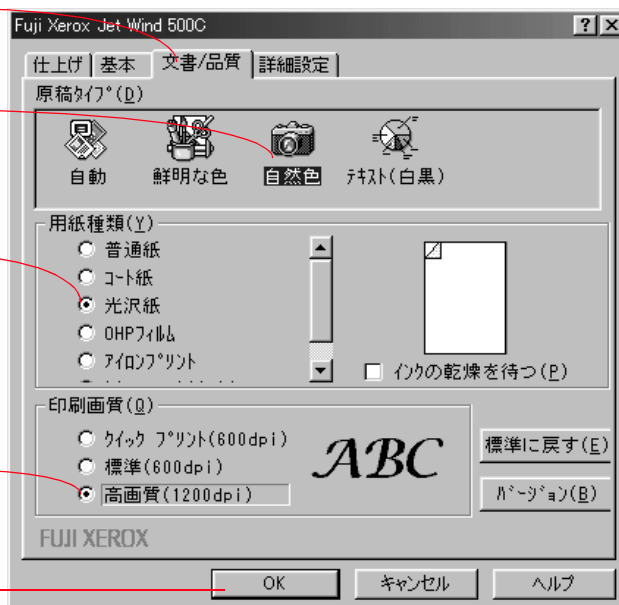 Fuji Xerox Jet Wind 500C
仕上げ 基本 文書/品質 詳細設定
原稿ﾀｲﾌﾟ(D)
自動 鮮明な色 自然色 ﾃｷｽﾄ(白黒)
用紙種類(Y)
普通紙
ｺｰﾄ紙
光沢紙
OHPﾌｨﾙﾑ
ｱｲﾛﾝﾌﾟﾘﾝﾄ
ｲﾝｸの乾燥を待つ(P)
印刷画質(Q)
ｸｲｯｸ ﾌﾟﾘﾝﾄ(600dpi)
標準(600dpi)
高画質(1200dpi)
ABC
標準に戻す(E)
ﾊﾞｰｼﾞｮﾝ(B)
FUJI XEROX
OK キャンセル ヘルプ